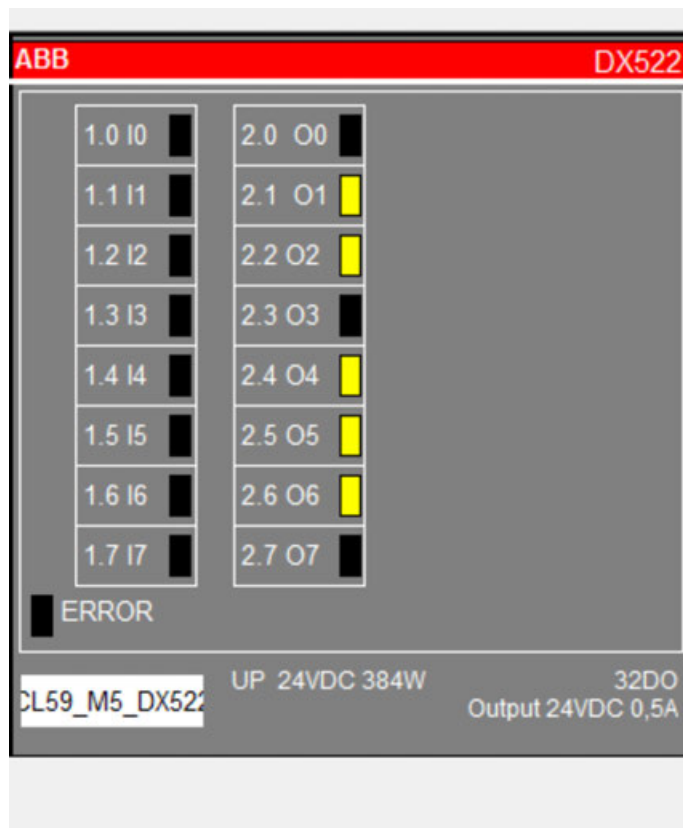 ABB DX522
1.0 I0 2.0 O0
1.1 I1 2.1 O1
1.2 I2 2.2 O2
1.3 I3 2.3 O3
1.4 I4 2.4 O4
1.5 I5 2.5 O5
1.6 I6 2.6 O6
1.7 I7 2.7 O7
ERROR
UP 24VDC 384W 32DO
CL59_M5_DX522 Output 24VDC 0,5A